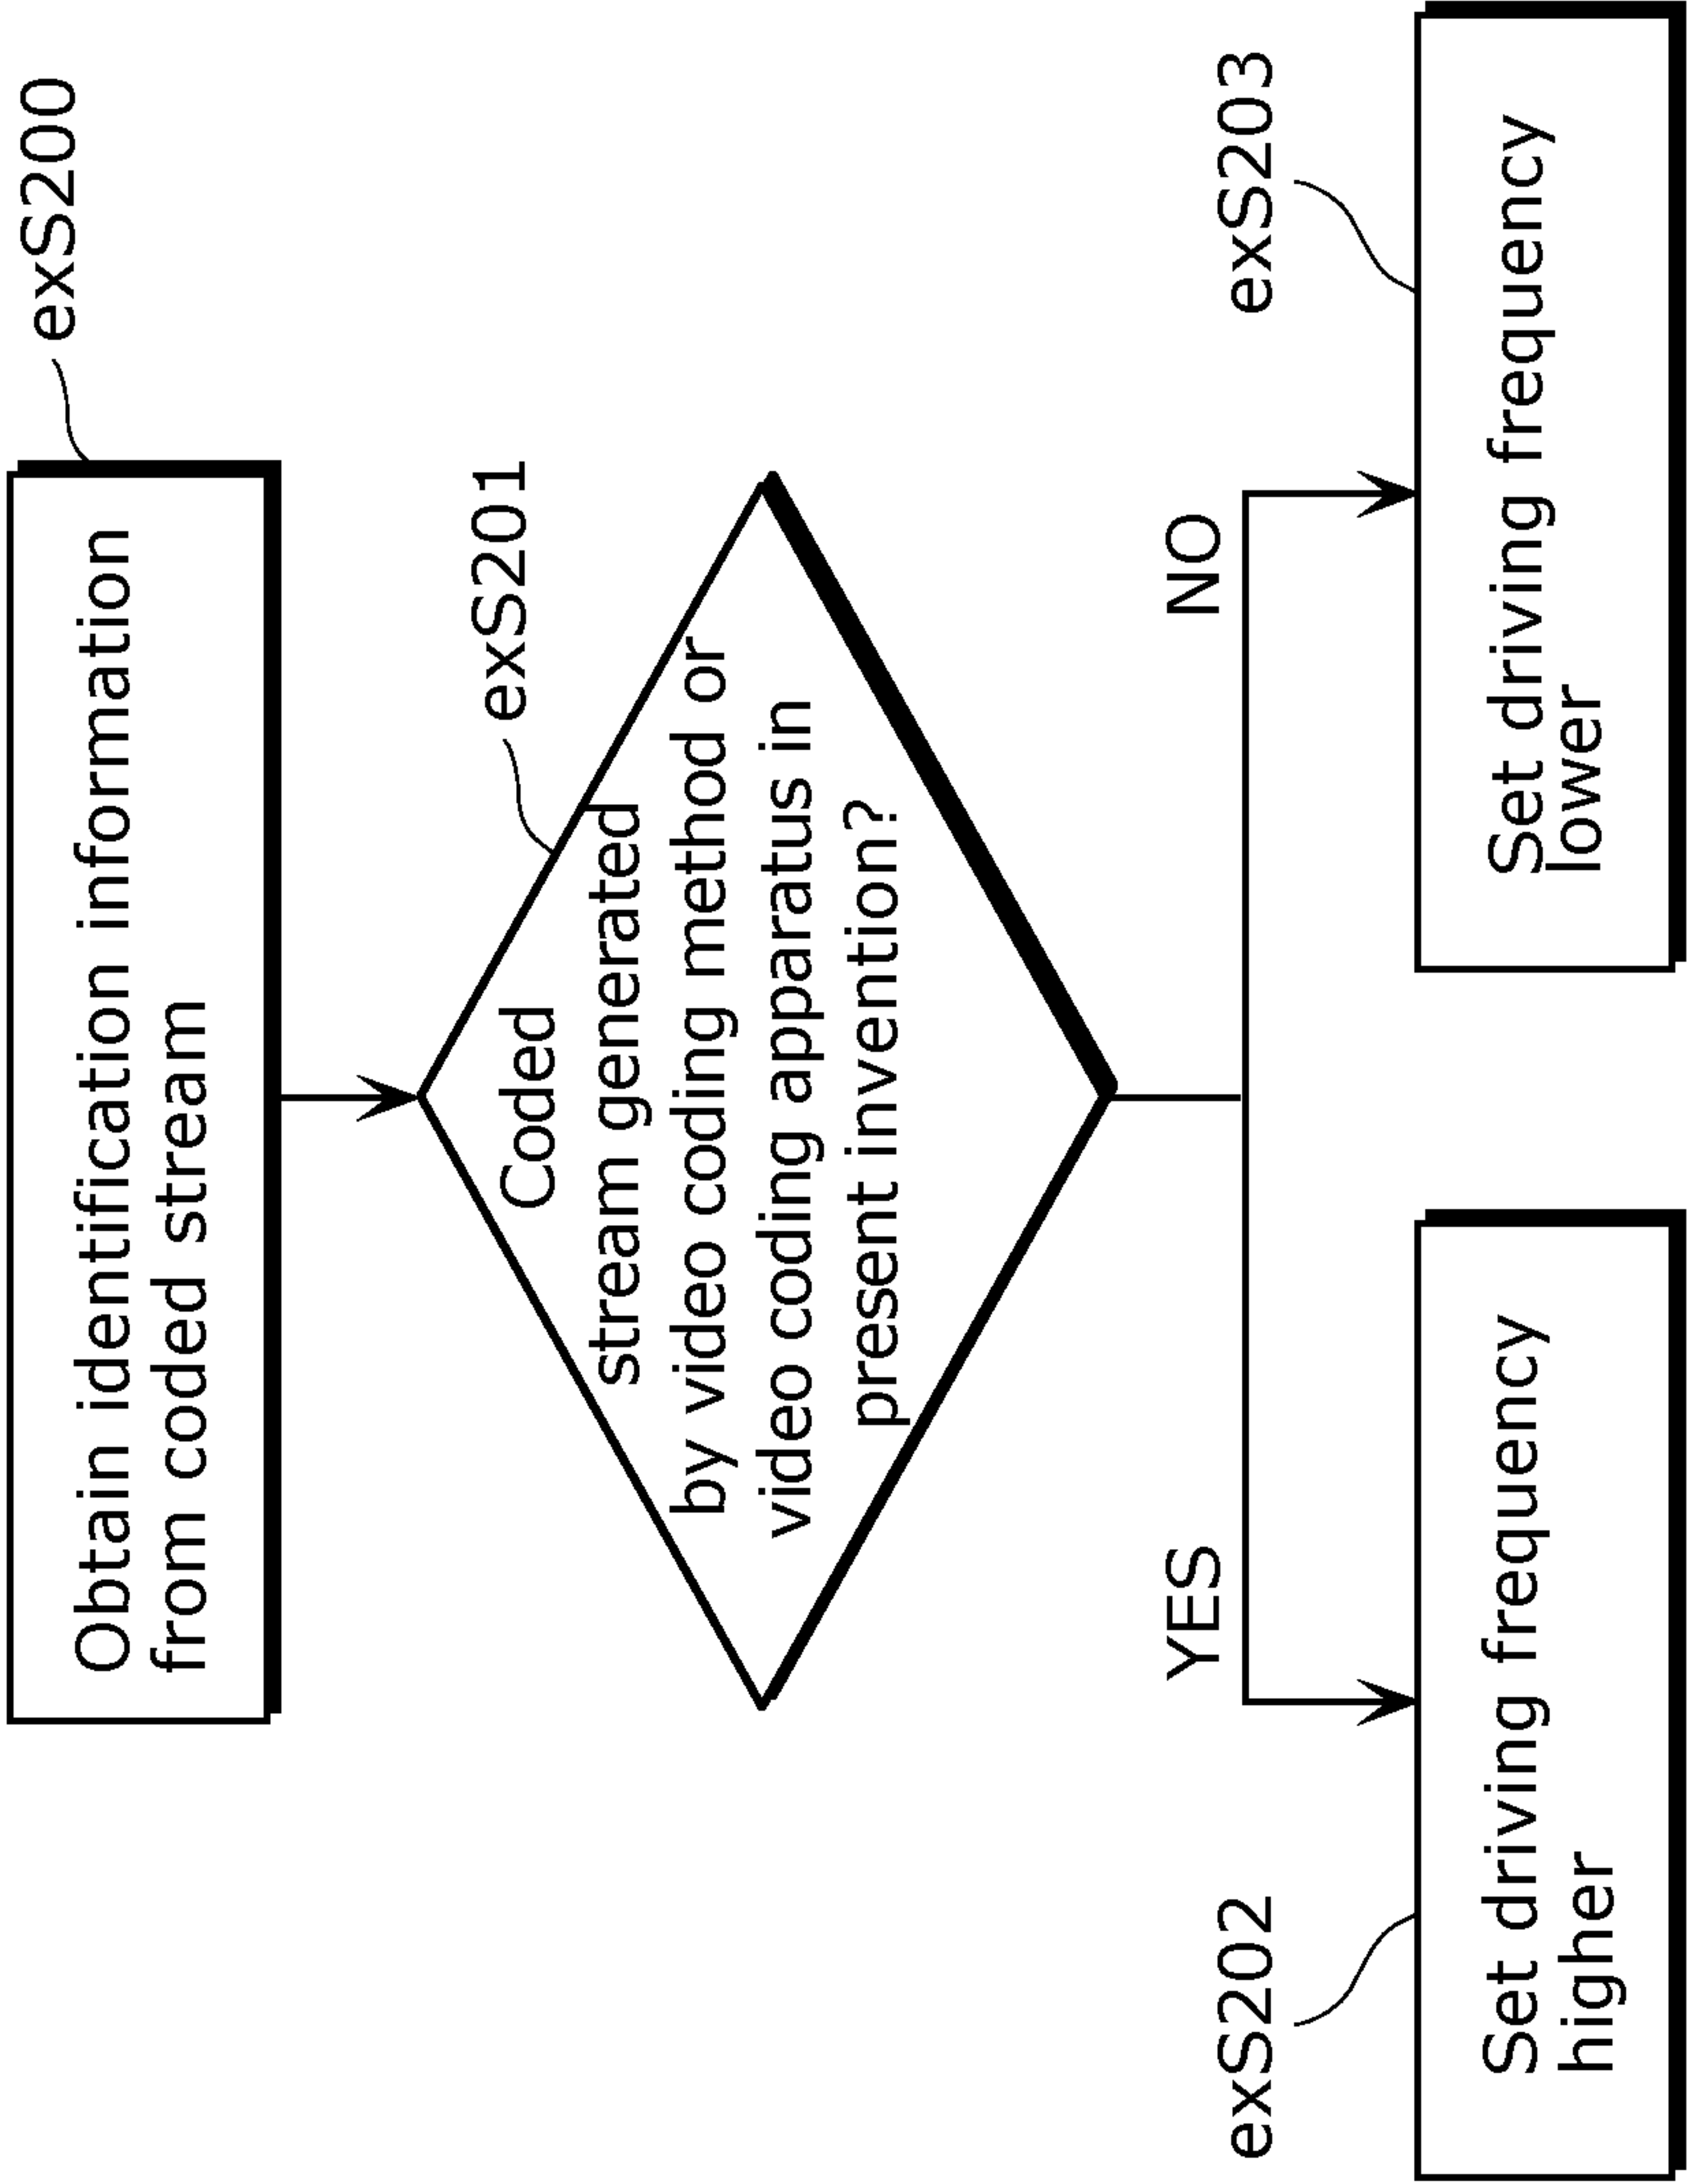 exS200
Obtain identification information
from coded stream
exS201
Coded
stream generated
by video coding method or
video coding apparatus in
present invention?
YES
NO
exS202
Set driving frequency
higher
exS203
Set driving frequency
lower